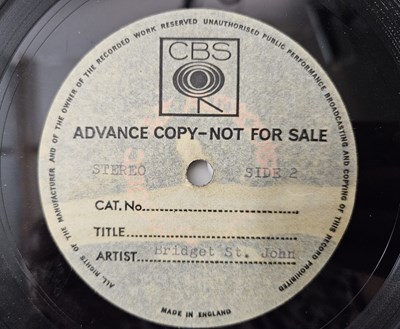 CBS
ADVANCE COPY–NOT FOR SALE
STEREO SIDE 2
CAT. No.
TITLE
ARTIST Bridget St. John
MADE IN ENGLAND
ALL RIGHTS OF THE MANUFACTURER AND OF THE OWNER OF THE RECORDED WORK RESERVED UNAUTHORISED PUBLIC PERFORMANCE BROADCASTING AND COPYING OF THIS RECORD PROHIBITED